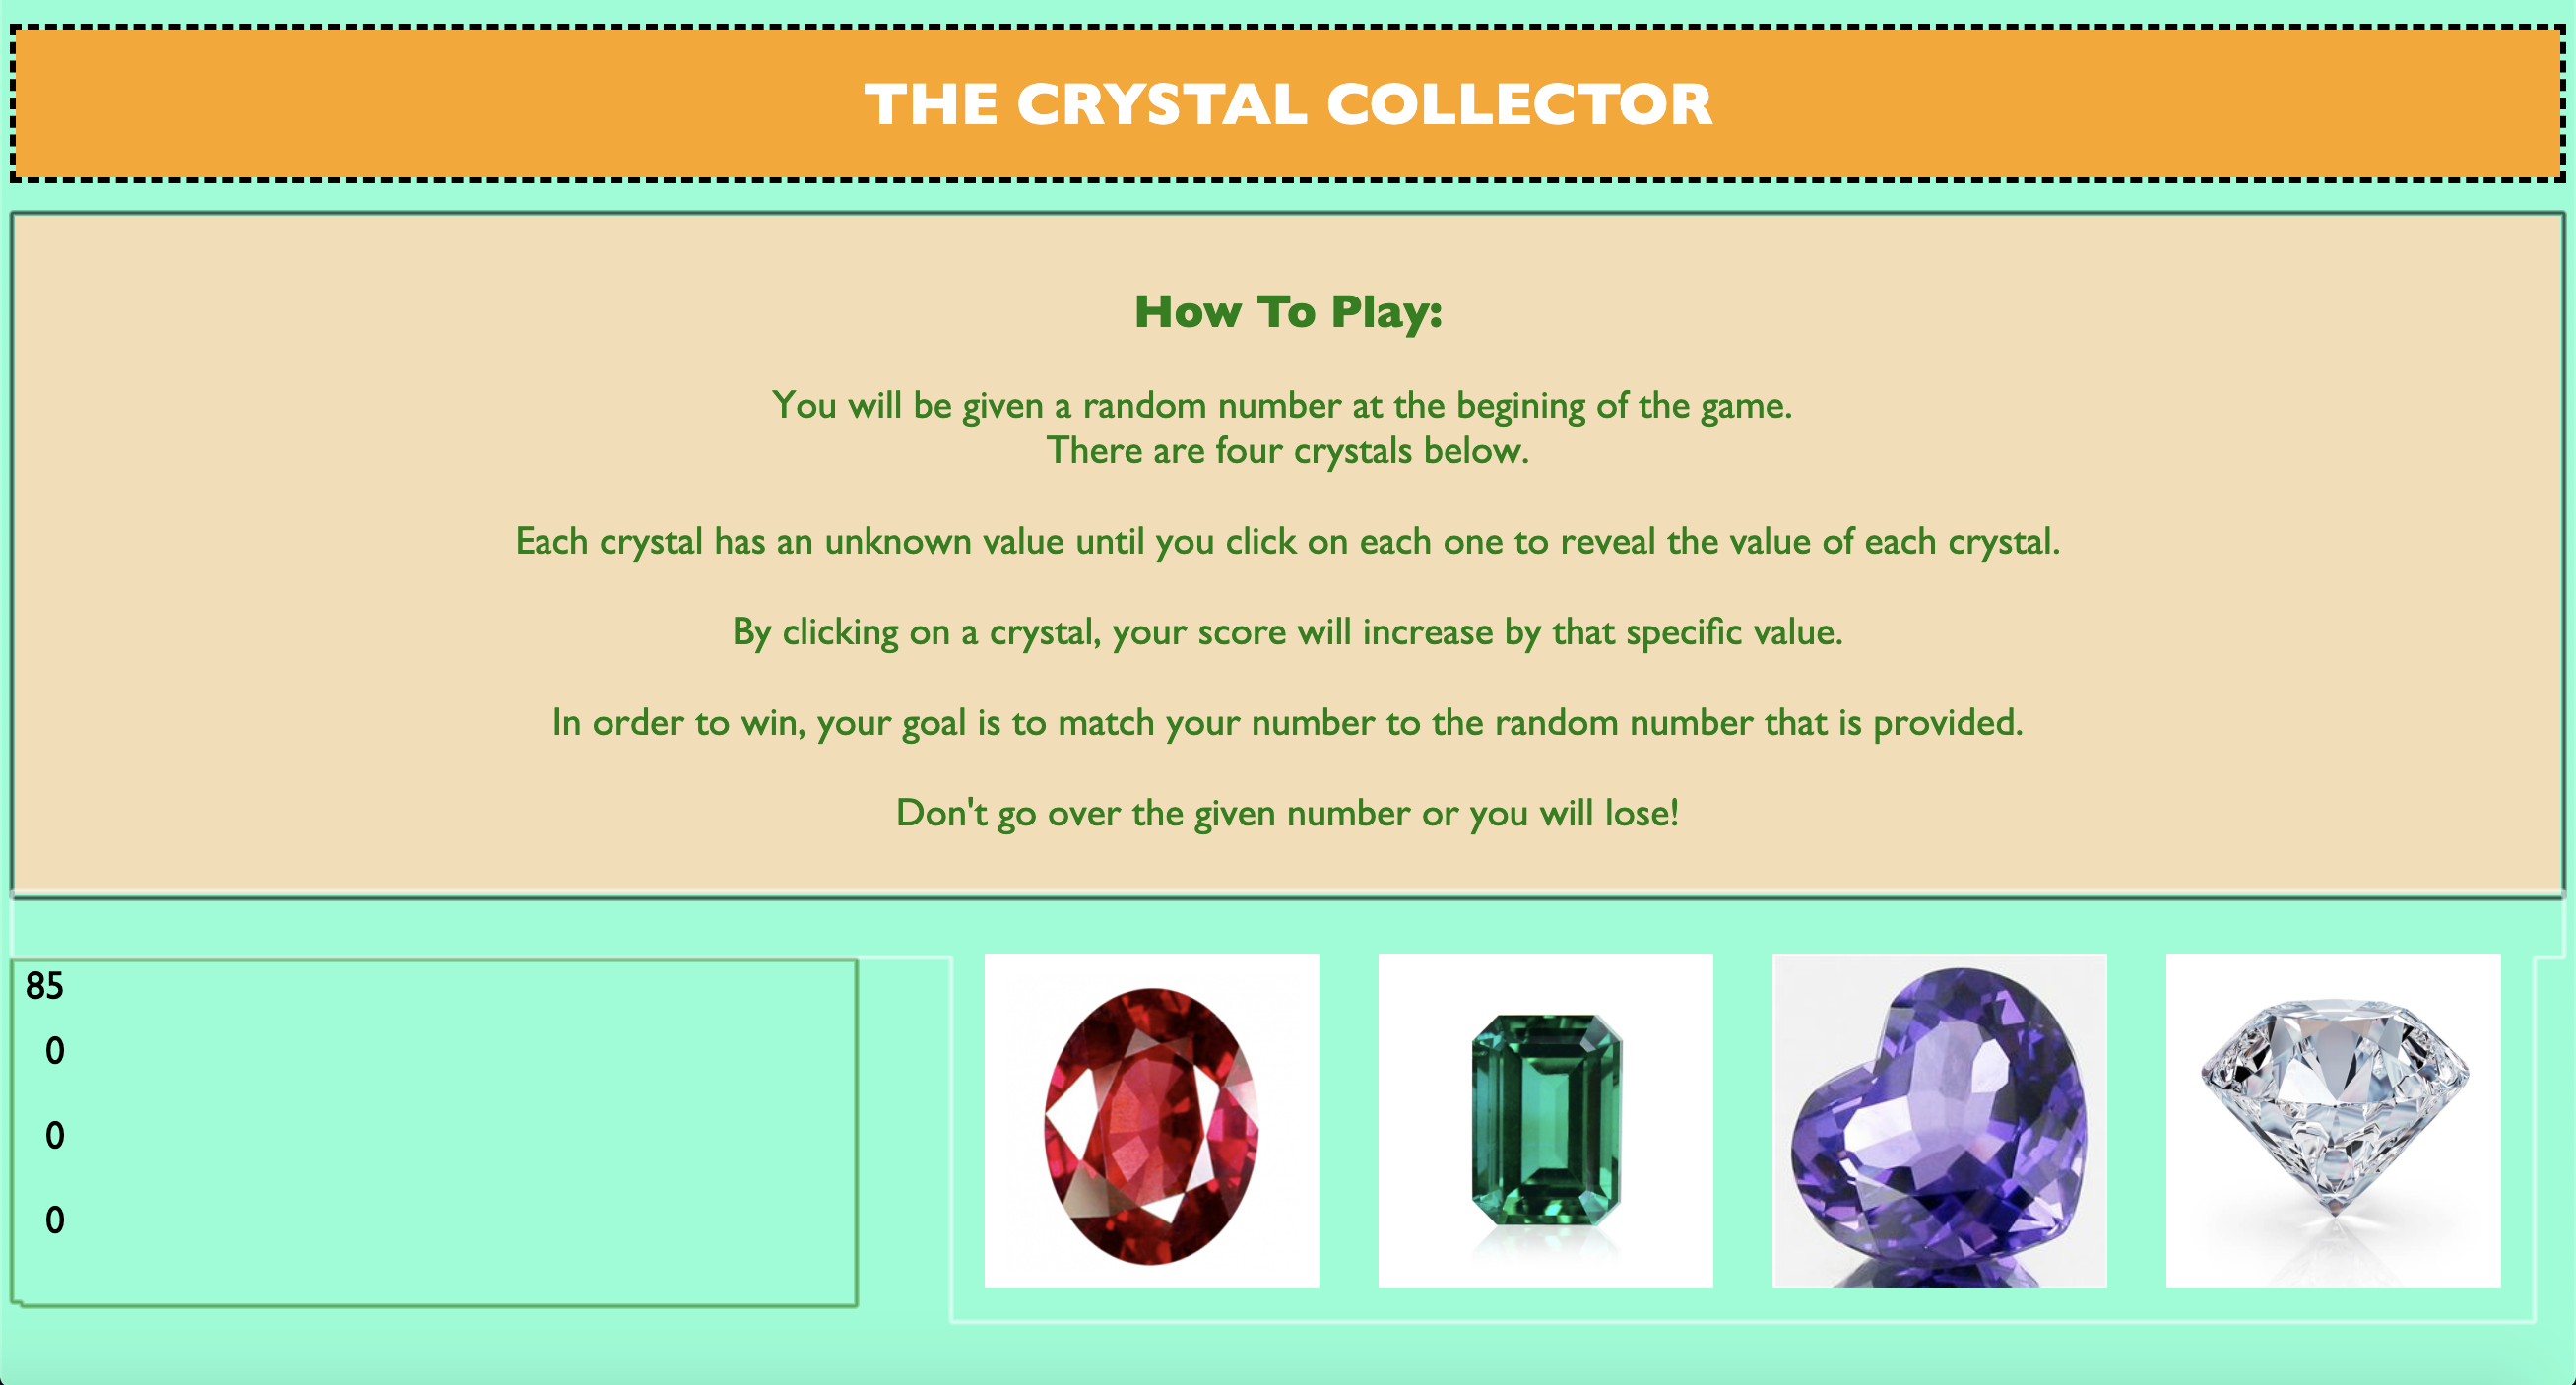 THE CRYSTAL COLLECTOR
How To Play:
You will be given a random number at the begining of the game.
There are four crystals below.
Each crystal has an unknown value until you click on each one to reveal the value of each crystal.
By clicking on a crystal, your score will increase by that specific value.
In order to win, your goal is to match your number to the random number that is provided.
Don't go over the given number or you will lose!
85
0
0
0